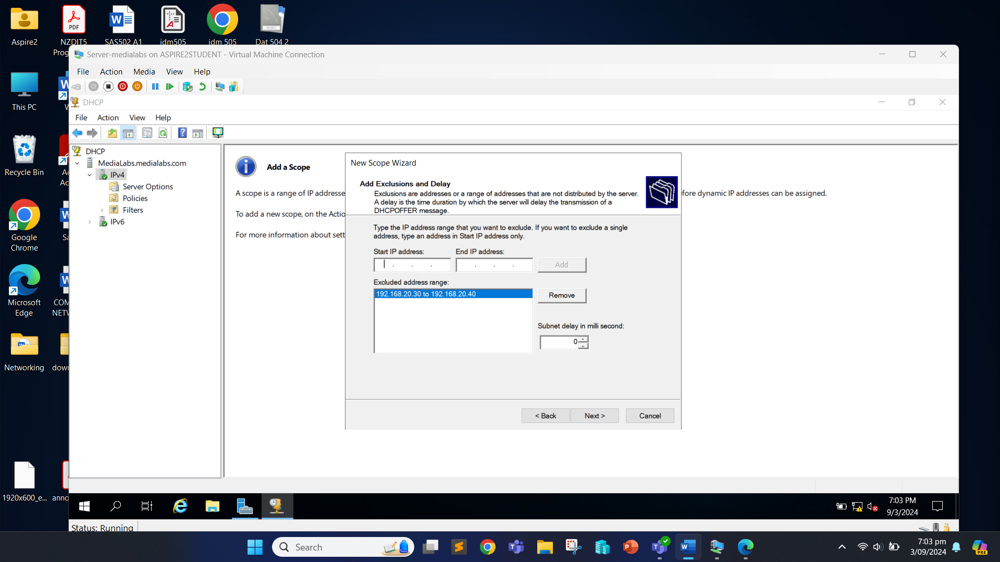 Aspire2
NZDIT5
Prog
SAS502 A1
idm505
idm 505
Dat 504 2
Server-medialabs on ASPIRE2STUDENT - Virtual Machine Connection
File Action Media View Help
This PC
DHCP
File Action View Help
DHCP
MediaLabs.medialabs.com
IPv4
Server Options
Policies
Filters
IPv6
Add a Scope
A scope is a range of IP addresse
fore dynamic IP addresses can be assigned.
To add a new scope, on the Actio
For more information about sett
New Scope Wizard
Add Exclusions and Delay
Exclusions are addresses or a range of addresses that are not distributed by the server.
A delay is the time duration by which the server will delay the transmission of a
DHCPOFFER message.
Type the IP address range that you want to exclude. If you want to exclude a single
address, type an address in Start IP address only.
Start IP address: End IP address:
Add
Excluded address range:
192.168.20.30 to 192.168.20.40
Remove
Subnet delay in milli second:
0
< Back Next > Cancel
Recycle Bin
Google
Chrome
Microsoft
Edge
COM
NETW
Networking
down
1920x600_e...
anno
7:03 PM
9/3/2024
Status: Running
Search
7:03 pm
3/09/2024